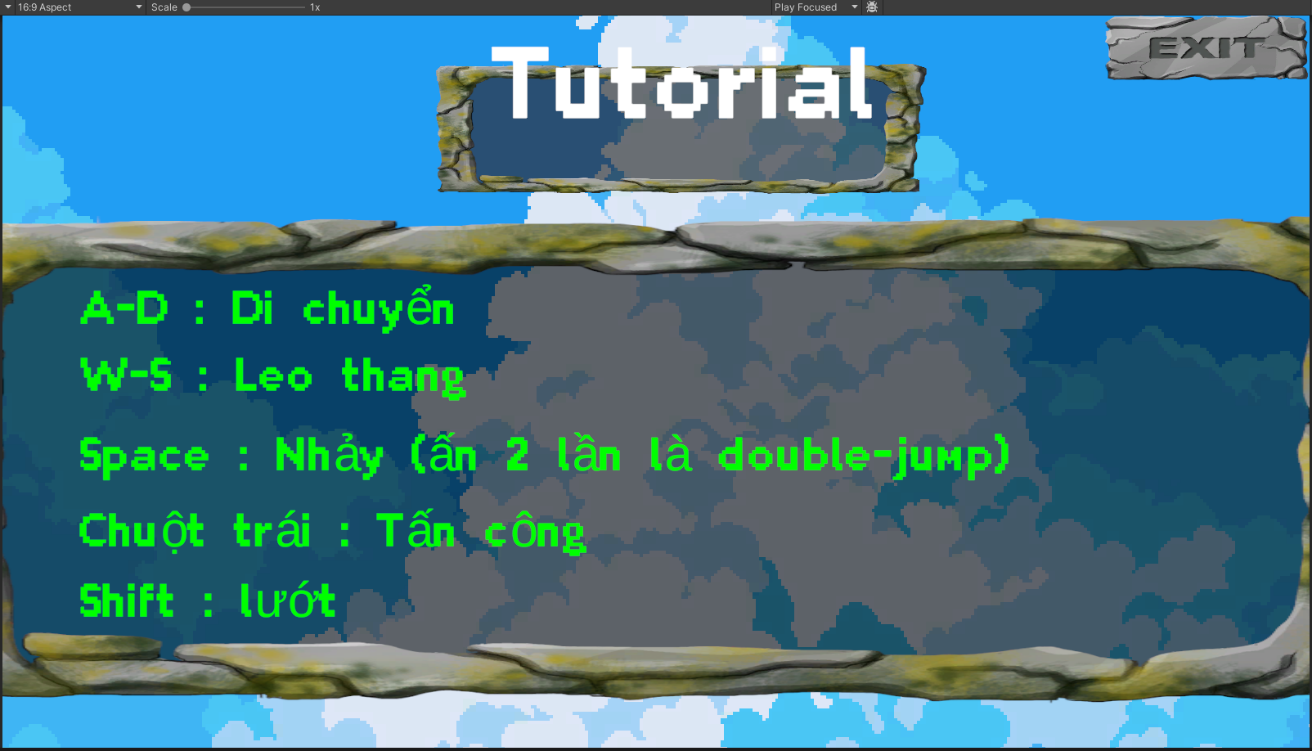 16:9 Aspect Scale 1x Play Focused
Tutorial
EXIT
A-D : Di chuyển
W-S : Leo thang
Space : Nhảy (ấn 2 lần là double-jump)
Chuột trái : Tấn công
Shift : lướt